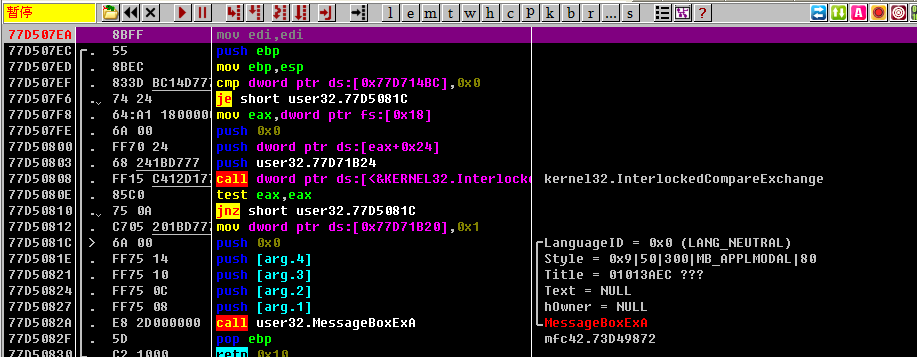 暂停 l e m t w h c p k b r ... s ?
77D507EA 8BFF mov edi,edi
77D507EC . 55 push ebp
77D507ED . 8BEC mov ebp,esp
77D507EF . 833D BC14D777 cmp dword ptr ds:[0x77D714BC],0x0
77D507F6 . 74 24 je short user32.77D5081C
77D507F8 . 64:A1 1800000 mov eax,dword ptr fs:[0x18]
77D507FE . 6A 00 push 0x0
77D50800 . FF70 24 push dword ptr ds:[eax+0x24]
77D50803 . 68 241BD777 push user32.77D71B24
77D50808 . FF15 C412D177 call dword ptr ds:[<&KERNEL32.Interlocke kernel32.InterlockedCompareExchange
77D5080E . 85C0 test eax,eax
77D50810 . 75 0A jnz short user32.77D5081C
77D50812 . C705 201BD777 mov dword ptr ds:[0x77D71B20],0x1
77D5081C > 6A 00 push 0x0 LanguageID = 0x0 (LANG_NEUTRAL)
77D5081E . FF75 14 push [arg.4] Style = 0x9|50|300|MB_APPLMODAL|80
77D50821 . FF75 10 push [arg.3] Title = 01013AEC ???
77D50824 . FF75 0C push [arg.2] Text = NULL
77D50827 . FF75 08 push [arg.1] hOwner = NULL
77D5082A . E8 2D000000 call user32.MessageBoxExA MessageBoxExA
77D5082F . 5D pop ebp mfc42.73D49872
77D50830 . C2 1000 retn 0x10